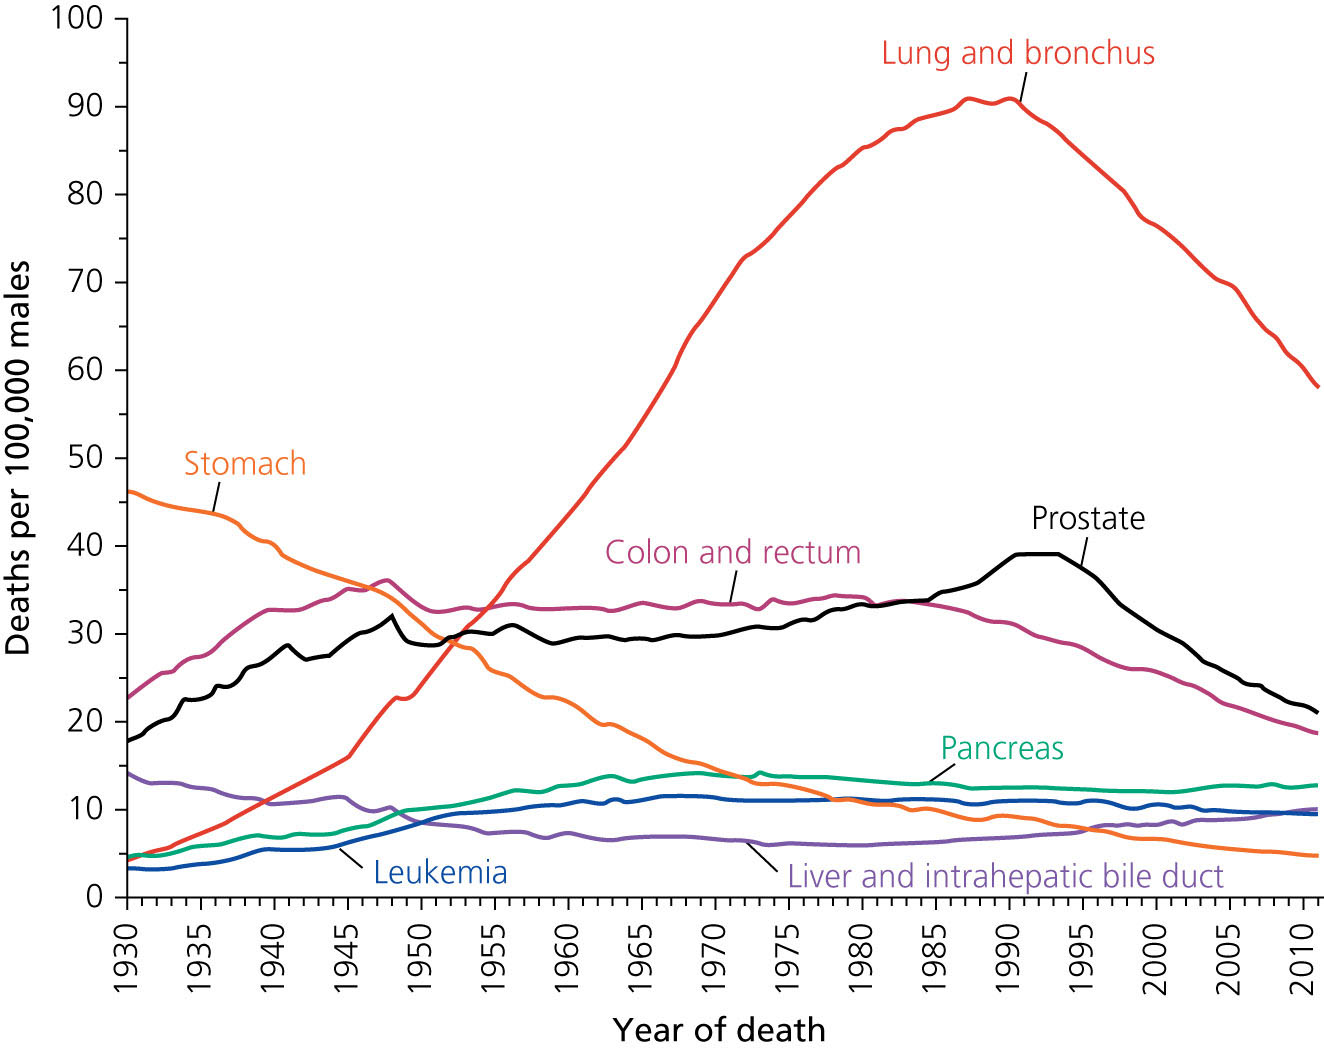 100
90
80
70
60
50
40
30
20
10
0
Deaths per 100,000 males
Lung and bronchus
Stomach
Prostate
Colon and rectum
Pancreas
Leukemia
Liver and intrahepatic bile duct
1930 1935 1940 1945 1950 1955 1960 1965 1970 1975 1980 1985 1990 1995 2000 2005 2010
Year of death